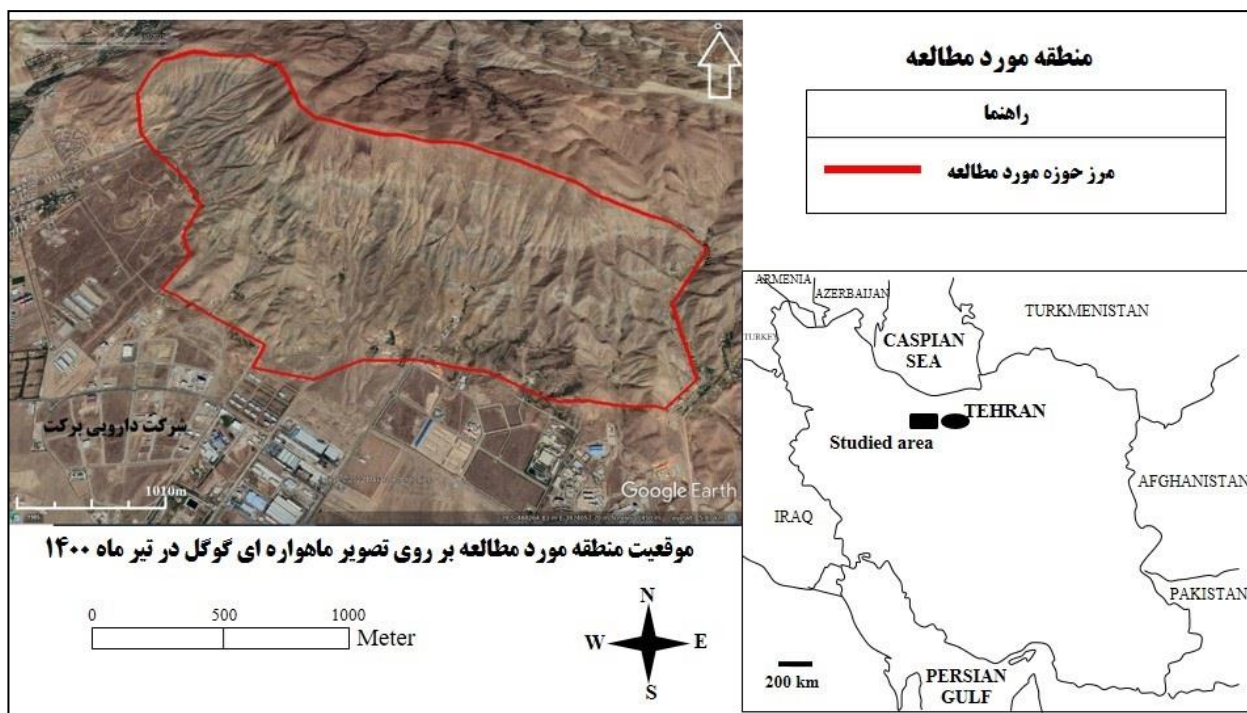 منطقه مورد مطالعه
راهنما
مرز حوزه مورد مطالعه
شرکت دارویی برکت
1010m
Google Earth
1985
موقعیت منطقه مورد مطالعه بر روی تصویر ماهواره ای گوگل در تیر ماه ۱۴۰۰
0 500 1000
Meter
N
W E
S
ARMENIA
AZERBAIJAN
TURKEY
CASPIAN
SEA
TURKMENISTAN
TEHRAN
Studied area
AFGHANISTAN
IRAQ
PAKISTAN
200 km
PERSIAN
GULF